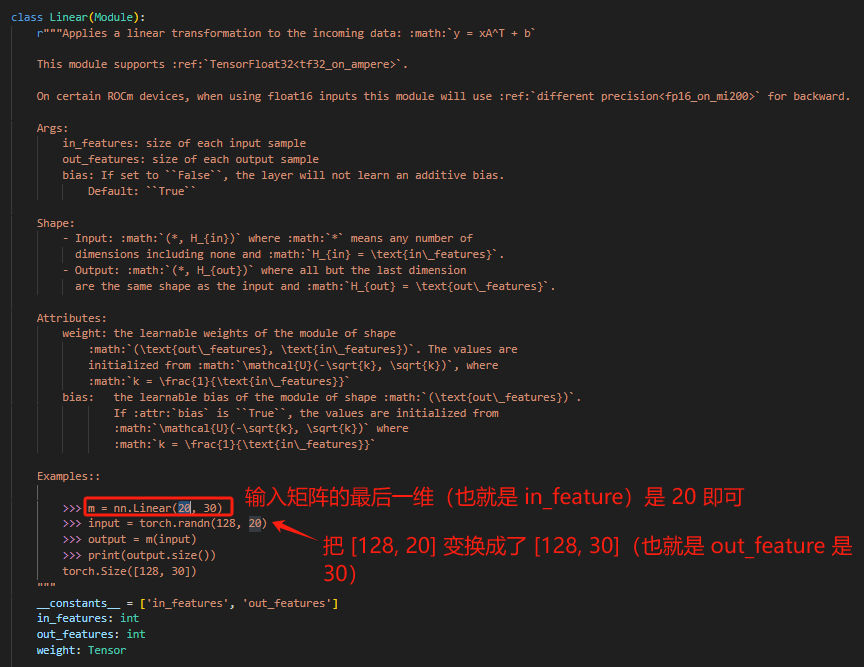 class Linear(Module):
r"""Applies a linear transformation to the incoming data: :math:`y = xA^T + b`
This module supports :ref:`TensorFloat32<tf32_on_ampere>`.
On certain ROCm devices, when using float16 inputs this module will use :ref:`different precision<fp16_on_mi200>` for backward.
Args:
in_features: size of each input sample
out_features: size of each output sample
bias: If set to ``False``, the layer will not learn an additive bias.
Default: ``True``
Shape:
- Input: :math:`(*, H_{in})` where :math:`*` means any number of
dimensions including none and :math:`H_{in} = \text{in\_features}`.
- Output: :math:`(*, H_{out})` where all but the last dimension
are the same shape as the input and :math:`H_{out} = \text{out\_features}`.
Attributes:
weight: the learnable weights of the module of shape
:math:`(\text{out\_features}, \text{in\_features})`. The values are
initialized from :math:`\mathcal{U}(-\sqrt{k}, \sqrt{k})`, where
:math:`k = \frac{1}{\text{in\_features}}`
bias:   the learnable bias of the module of shape :math:`(\text{out\_features})`.
If :attr:`bias` is ``True``, the values are initialized from
:math:`\mathcal{U}(-\sqrt{k}, \sqrt{k})` where
:math:`k = \frac{1}{\text{in\_features}}`
Examples::
>>> m = nn.Linear(20, 30)
输入矩阵的最后一维（也就是 in_feature）是 20 即可
>>> input = torch.randn(128, 20)
>>> output = m(input)
>>> print(output.size())
torch.Size([128, 30])
把 [128, 20] 变换成了 [128, 30]（也就是 out_feature 是
30）
"""
__constants__ = ['in_features', 'out_features']
in_features: int
out_features: int
weight: Tensor